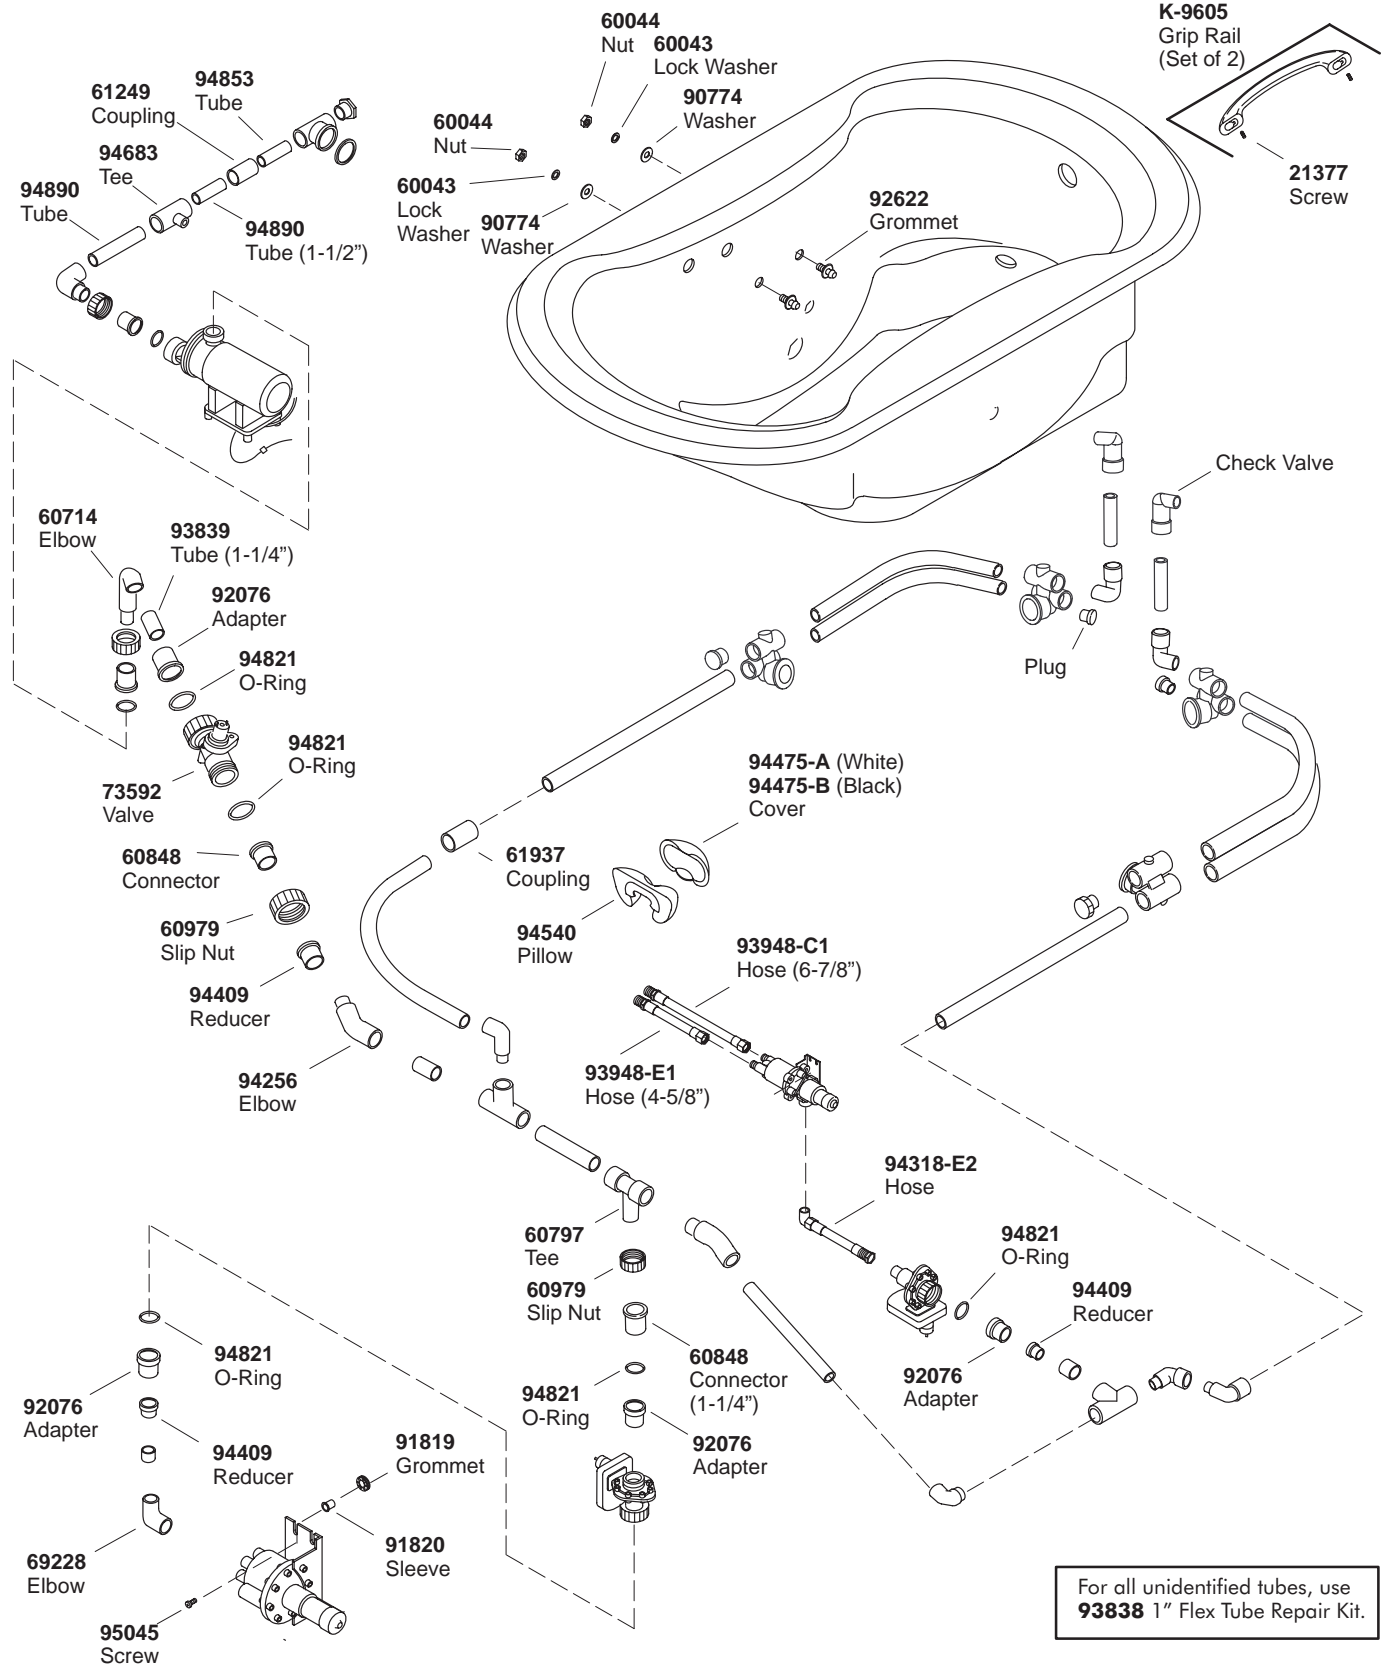 K-9605
Grip Rail
(Set of 2)
60044
Nut
60043
Lock Washer
90774
Washer
94853
Tube
61249
Coupling
60044
Nut
94683
Tee
94890
Tube
60043
Lock
Washer
90774
Washer
94890
Tube (1-1/2”)
92622
Grommet
21377
Screw
Check Valve
60714
Elbow
93839
Tube (1-1/4”)
92076
Adapter
94821
O-Ring
Plug
94821
O-Ring
73592
Valve
94475-A (White)
94475-B (Black)
Cover
60848
Connector
61937
Coupling
60979
Slip Nut
94540
Pillow
93948-C1
Hose (6-7/8”)
94409
Reducer
94256
Elbow
93948-E1
Hose (4-5/8”)
94318-E2
Hose
60797
Tee
94821
O-Ring
60979
Slip Nut
94409
Reducer
94821
O-Ring
60848
Connector
(1-1/4”)
92076
Adapter
94821
O-Ring
92076
Adapter
92076
Adapter
94409
Reducer
91819
Grommet
69228
Elbow
91820
Sleeve
95045
Screw
For all unidentified tubes, use
93838 1” Flex Tube Repair Kit.